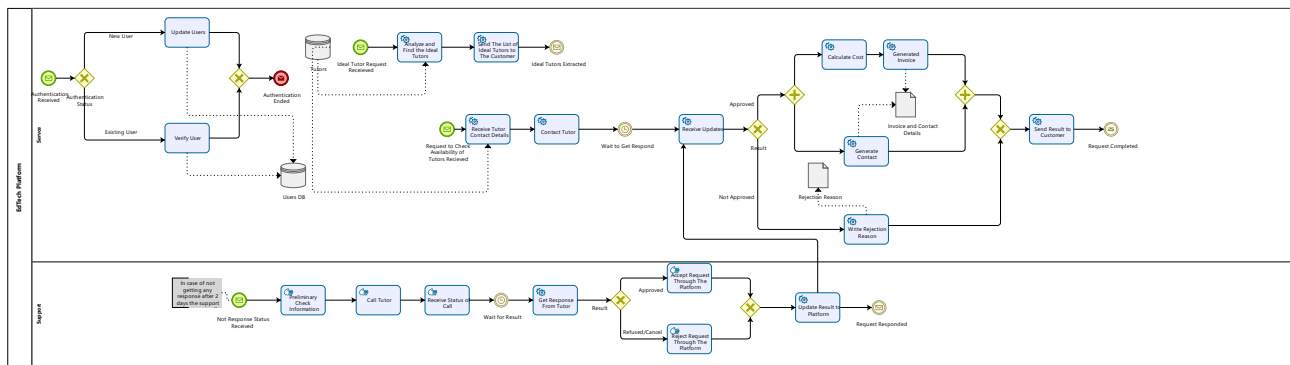 EdTech Platform
Service
Authentication
Received
Authentication
Status
New User
Existing User
Update Users
Verify User
Authentication
Ended
Users DB
Tutors
Ideal Tutor Request
Receieved
Analyze and
Find the Ideal
Tutors
Send The List of
Ideal Tutors to
The Customer
Ideal Tutors Extracted
Request to Check
Availability of
Tutors Recieved
Receive Tutor
Contact Details
Contact Tutor
Wait to Get Respond
Receive Updates
Result
Approved
Not Approved
Calculate Cost
Generated
Invoice
Invoice and Contact
Details
Generate
Contact
Rejection Reason
Write Rejection
Reason
Send Result to
Customer
Request Completed
Support
In case of not
getting any
response after 2
days the support
Not Response Status
Received
Preliminary
Check
Information
Call Tutor
Receive Status of
Call
Wait for Result
Get Response
From Tutor
Result
Approved
Refused/Cancel
Accept Request
Through The
Platform
Reject Request
Through The
Platform
Update Result to
Platform
Request Responded